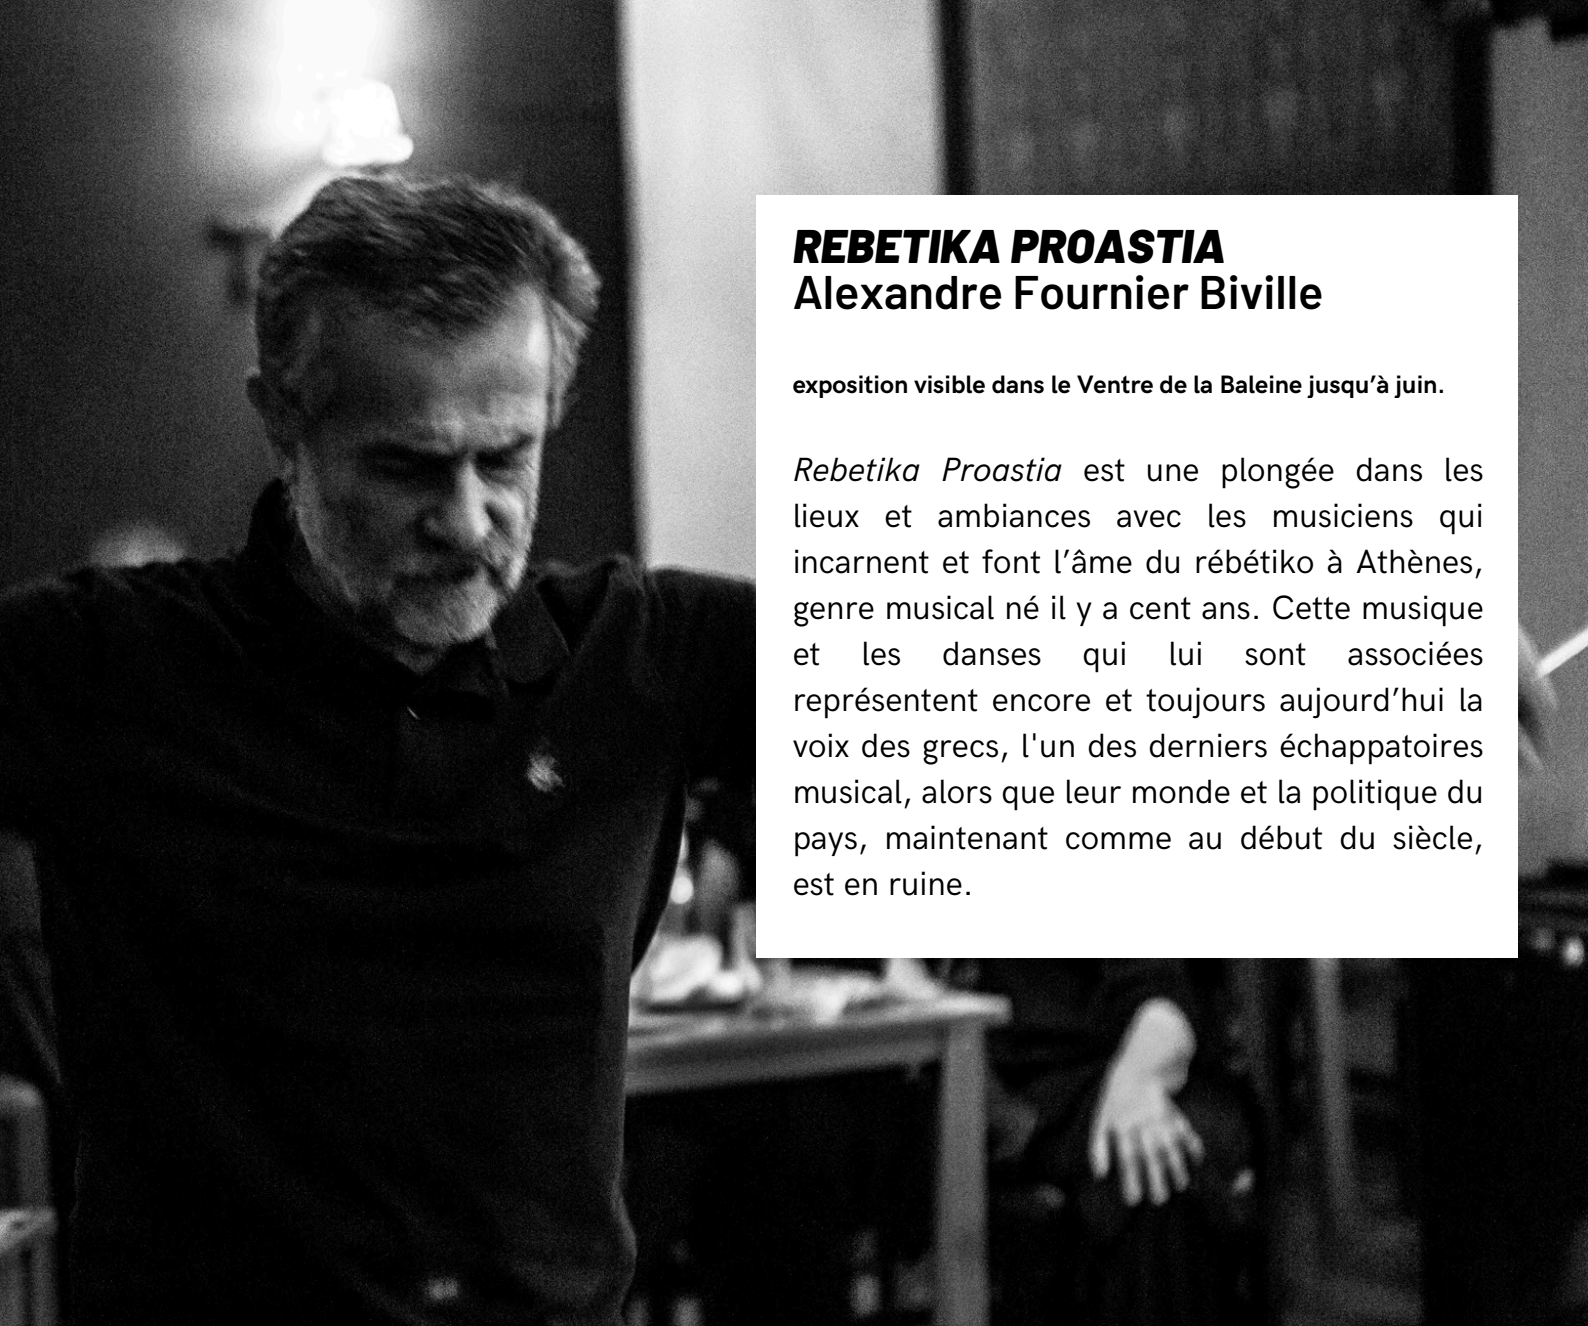 REBETIKA PROASTIA
Alexandre Fournier Biville
exposition visible dans le Ventre de la Baleine jusqu’à juin.
Rebetika Proastia est une plongée dans les
lieux et ambiances avec les musiciens qui
incarnent et font l’âme du rébétiko à Athènes,
genre musical né il y a cent ans. Cette musique
et les danses qui lui sont associées
représentent encore et toujours aujourd’hui la
voix des grecs, l'un des derniers échappatoires
musical, alors que leur monde et la politique du
pays, maintenant comme au début du siècle,
est en ruine.